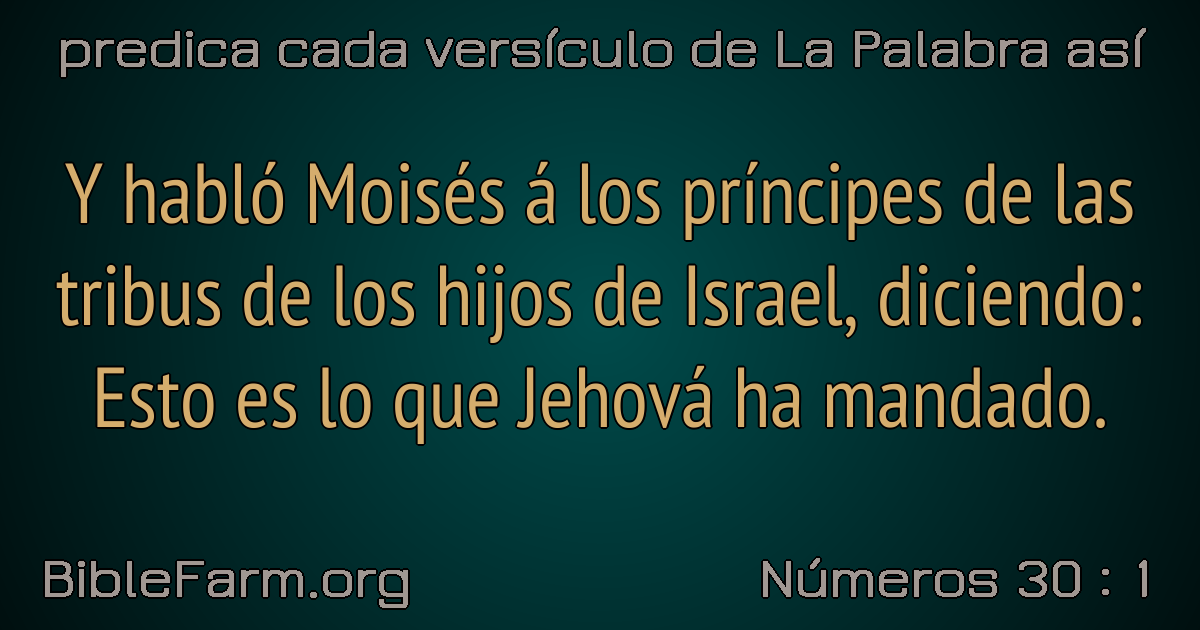 predica cada versículo de La Palabra así
Y habló Moisés á los príncipes de las
tribus de los hijos de Israel, diciendo:
Esto es lo que Jehová ha mandado.
BibleFarm.org
Números 30 : 1